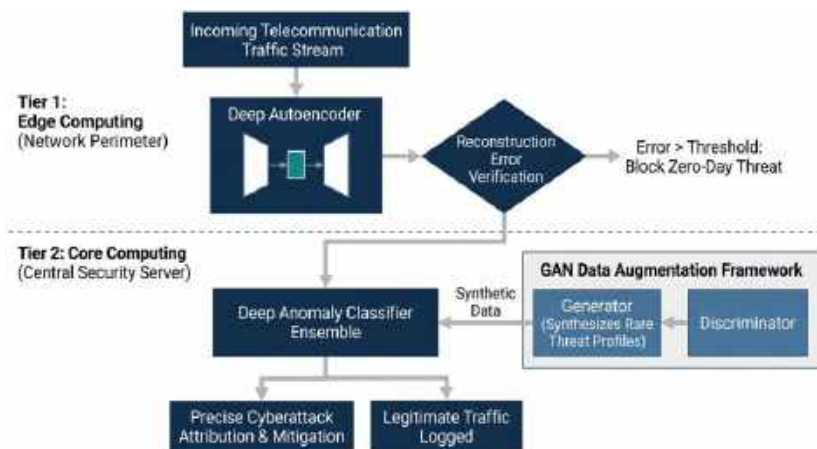 Incoming Telecommunication
Traffic Stream
Tier 1:
Edge Computing
(Network Perimeter)
Deep Autoencoder
Reconstruction
Error
Verification
Error > Threshold:
Block Zero-Day Threat
Tier 2: Core Computing
(Central Security Server)
GAN Data Augmentation Framework
Deep Anomaly Classifier
Ensemble
Synthetic
Data
Generator
(Synthesizes Rate
Threat Profiles)
Discriminator
Precise Cyberattack
Attribution & Mitigation
Legitimate Traffic
Logged